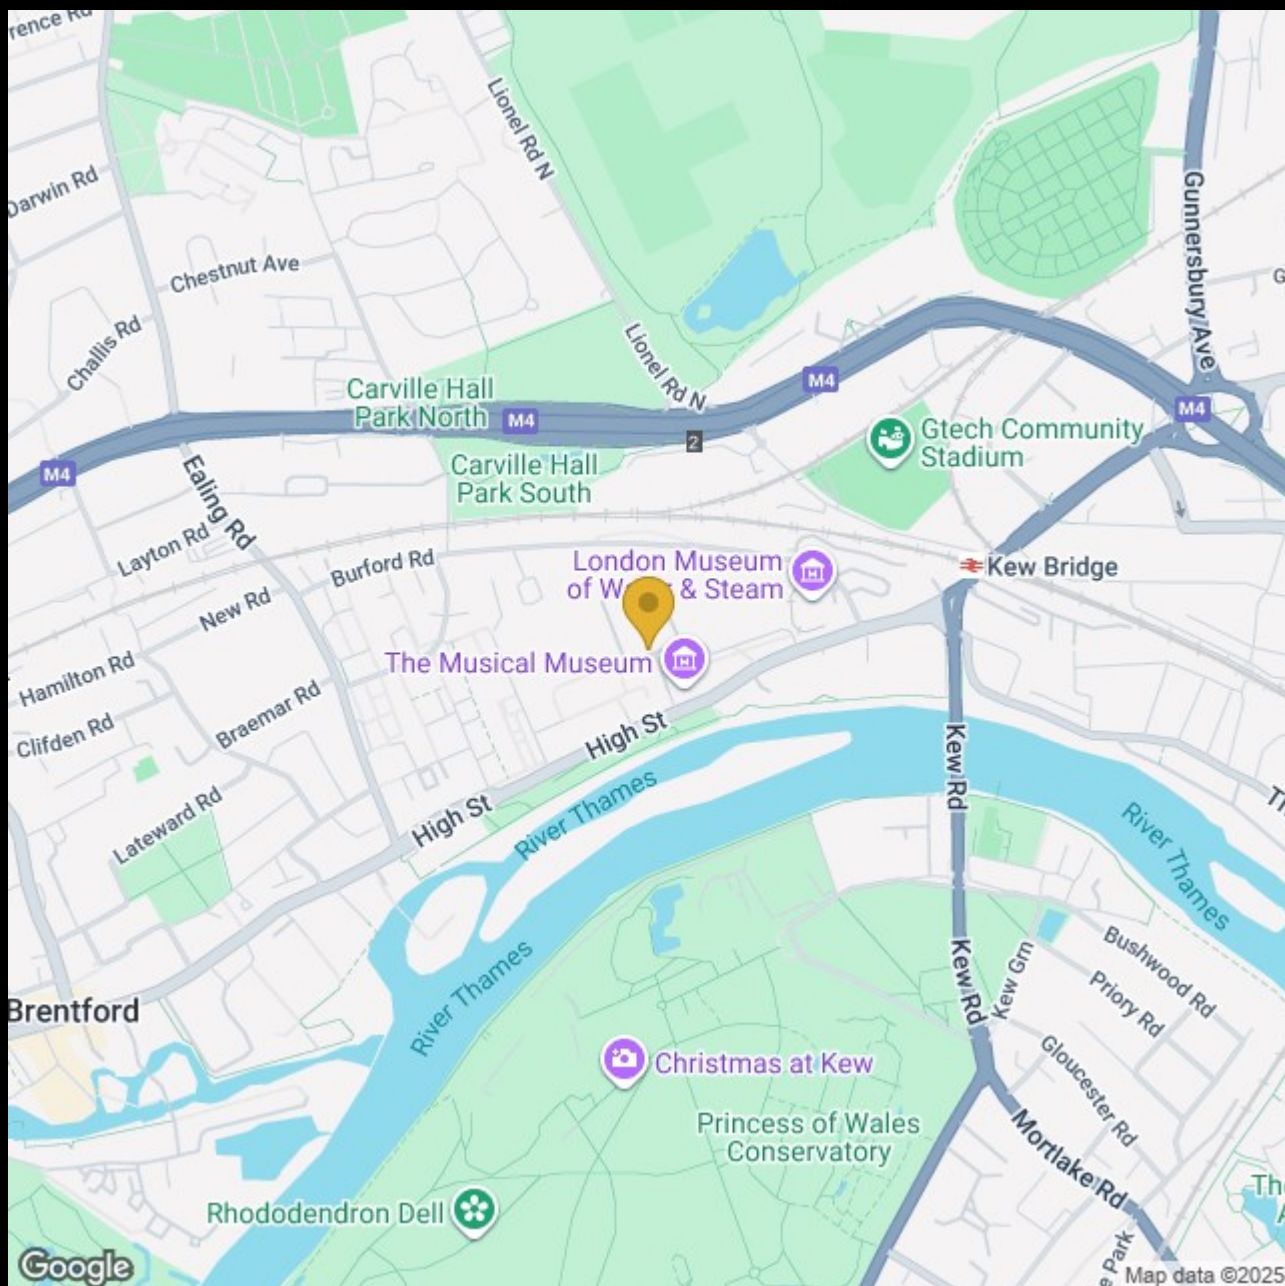 rence Rd
Lionel Rd N
Darwin Rd
Gunnersbury Ave
Chestnut Ave
G
Challis Rd
Lionel Rd N
Carville Hall
Park North
M4
M4
M4
2
Gtech Community
Stadium
M4
Carville Hall
Park South
Ealing Rd
Layton Rd
Burford Rd
London Museum
of W & Steam
Kew Bridge
New Rd
Hamilton Rd
The Musical Museum
Braemar Rd
Clifden Rd
High St
Kew Rd
High St
River Thames
Lateward Rd
River Thames
Brentford
River Thames
Kew Rd
Kew Grn
Bushwood Rd
Priory Rd
Christmas at Kew
Gloucester Rd
Princess of Wales
Conservatory
Mortlake Rd
Rhododendron Dell
e Park
Google
Map data ©2025